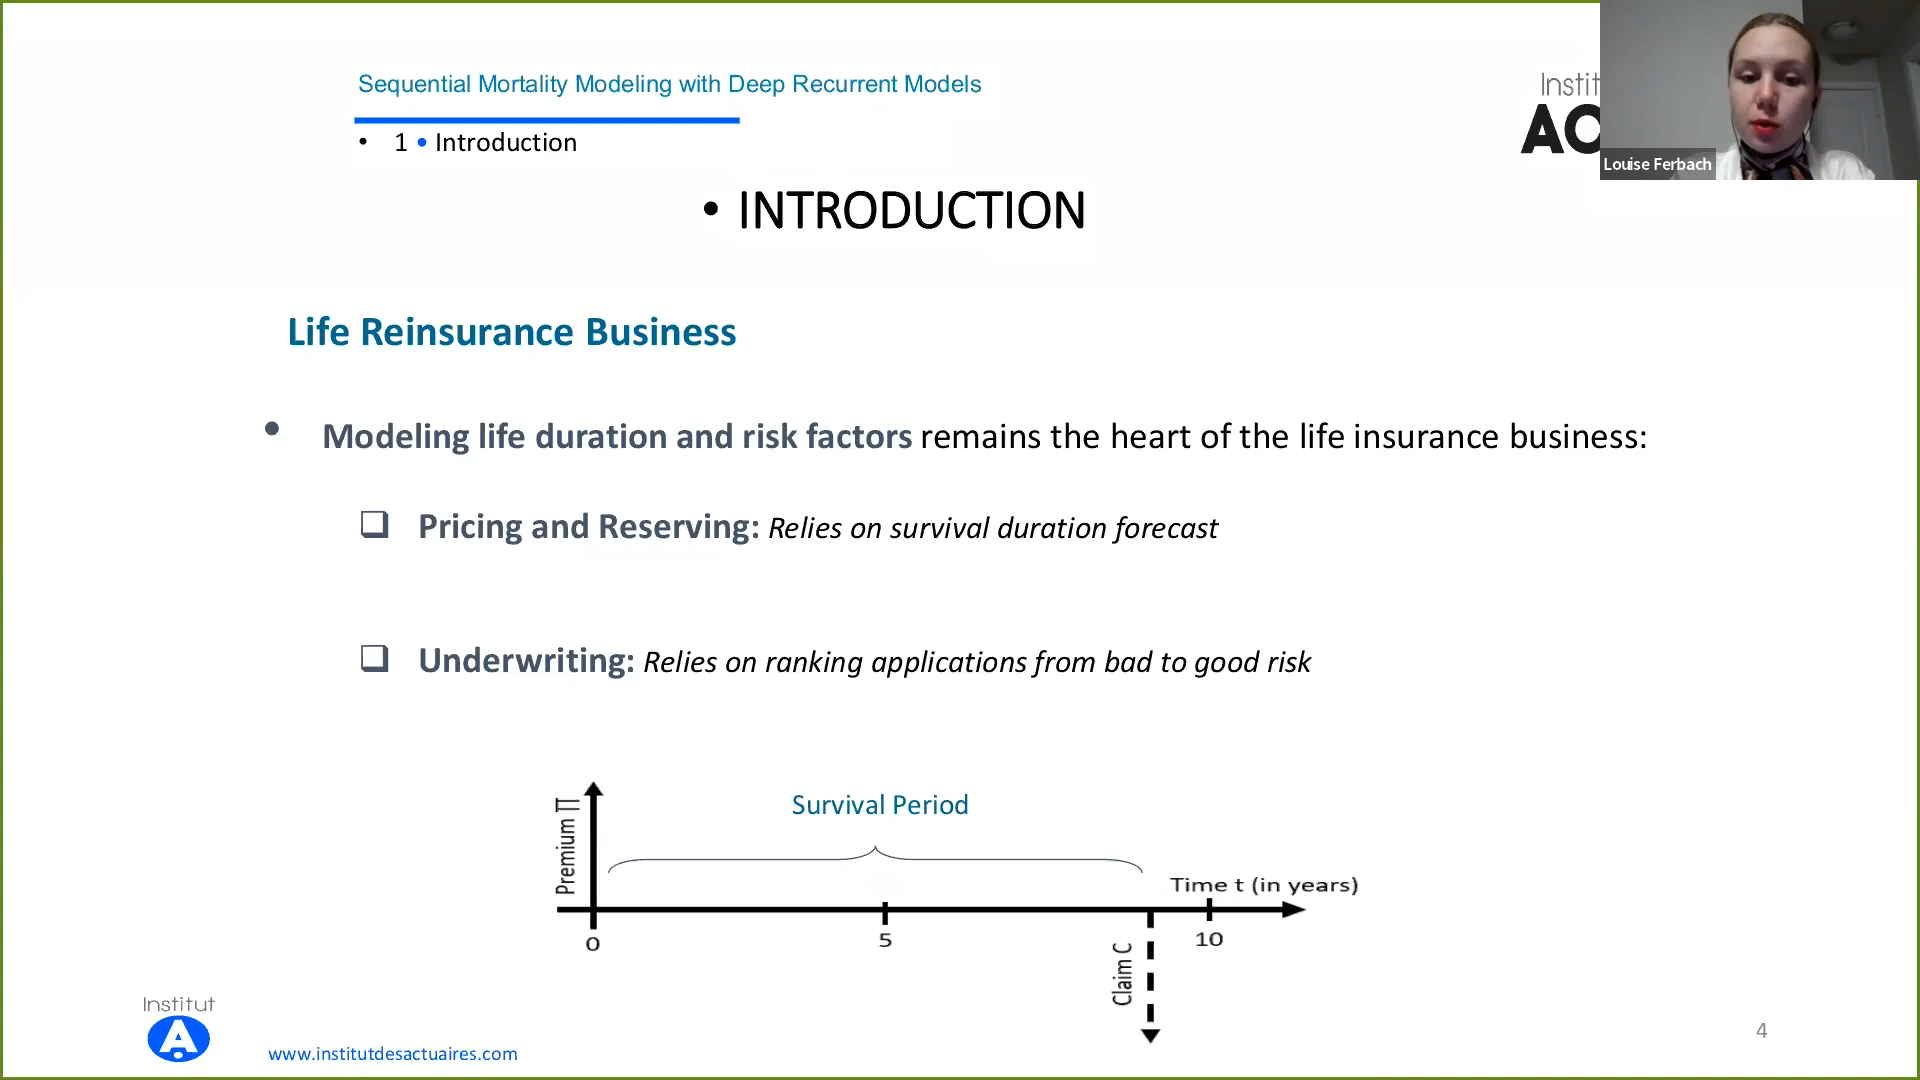 Sequential Mortality Modeling with Deep Recurrent Models
• 1 • Introduction
Instit
AC
Louise Ferbach
• INTRODUCTION
Life Reinsurance Business
• Modeling life duration and risk factors remains the heart of the life insurance business:
❑ Pricing and Reserving: Relies on survival duration forecast
❑ Underwriting: Relies on ranking applications from bad to good risk
Survival Period
Premium ∏
Time t (in years)
0
5
10
Claim C
Institut
A
www.institutdesactuaires.com
4